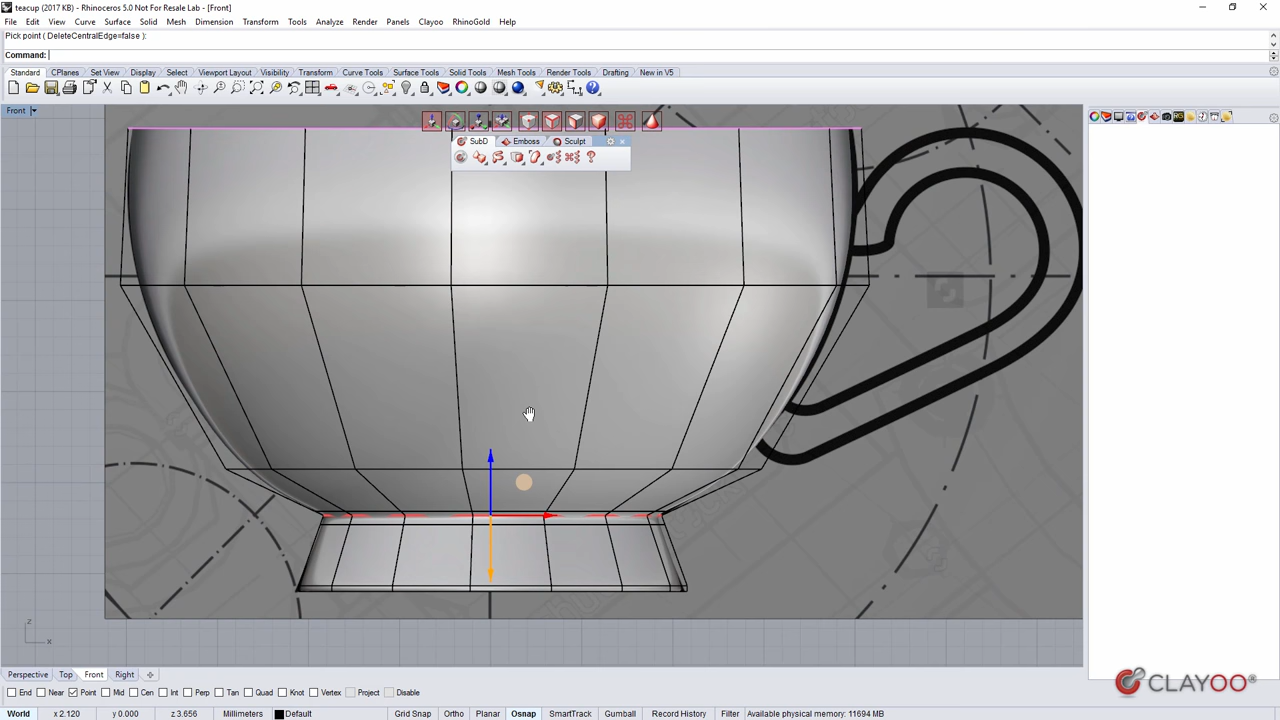 teacup (2017 KB) - Rhinoceros 5.0 Not For Resale Lab - [Front]
File Edit View Curve Surface Solid Mesh Dimension Transform Tools Analyze Render Panels Clayoo RhinoGold Help
Pick point ( DeleteCentralEdge=false ):
Command:
Standard CPlanes Set View Display Select Viewport Layout Visibility Transform Curve Tools Surface Tools Solid Tools Mesh Tools Render Tools Drafting New in V5
Front
SubD Emboss Sculpt
z
x
CLAYOO
Perspective Top Front Right
End Near Point Mid Cen Int Perp Tan Quad Knot Vertex Project Disable
World x 2.120 y 0.000 z 3.656 Millimeters Default Grid Snap Ortho Planar Osnap SmartTrack Gumball Record History Filter Available physical memory: 11694 MB